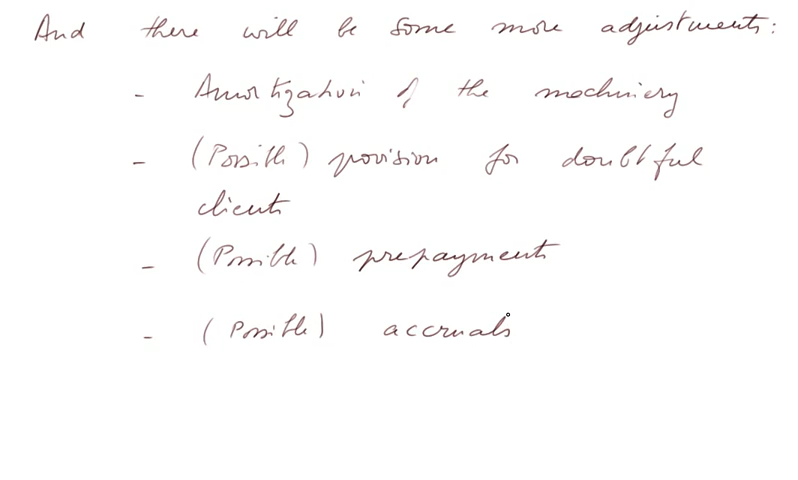 And there will be some more adjustments:
- Amortization of the machinery
- (Possible) provision for doubtful
clients
- (Possible) prepayments
- (Possible) accruals